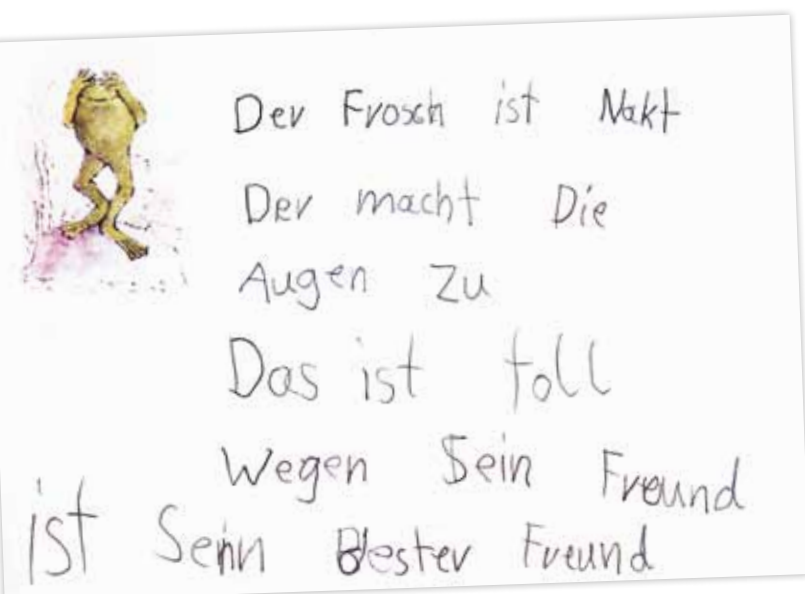 Der Frosch ist Nakt
Der macht Die
Augen zu
Das ist toll
Wegen Sein Freund
ist Sein Bester Freund